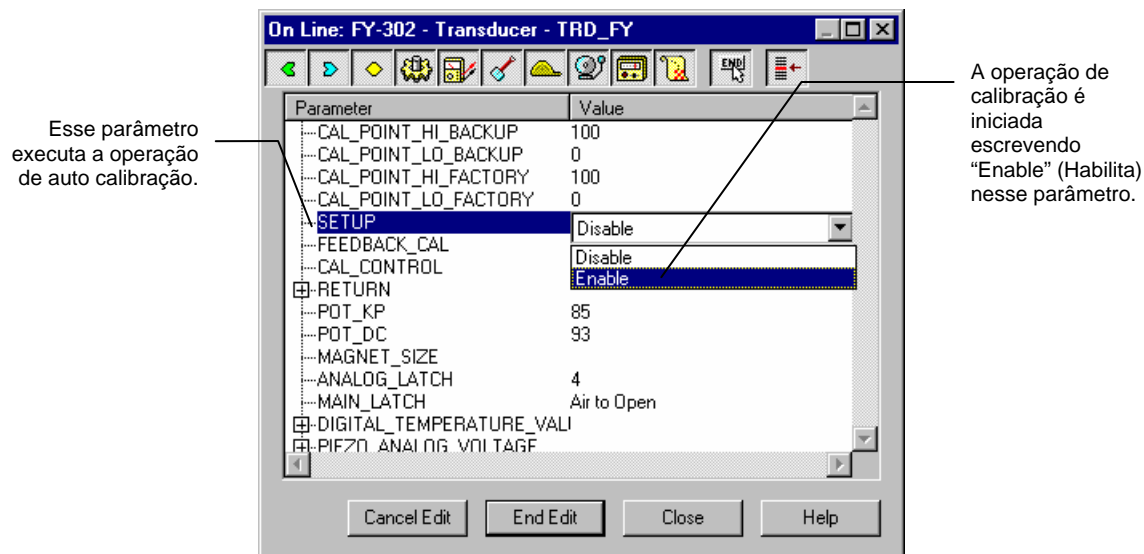 On Line: FY-302 - Transducer - TRD_FY
END!
Parameter Value
CAL_POINT_HI_BACKUP 100
CAL_POINT_LO_BACKUP 0
CAL_POINT_HI_FACTORY 100
CAL_POINT_LO_FACTORY 0
SETUP Disable
FEEDBACK_CAL Disable
CAL_CONTROL Enable
RETURN
POT_KP 85
POT_DC 93
MAGNET_SIZE
ANALOG_LATCH 4
MAIN_LATCH Air to Open
DIGITAL_TEMPERATURE_VALU
PIEZO_ANALOG_VOLTAGE
Cancel Edit End Edit Close Help
Esse parâmetro
executa a operação
de auto calibração.
A operação de
calibração é
iniciada
escrevendo
“Enable” (Habilita)
nesse parâmetro.